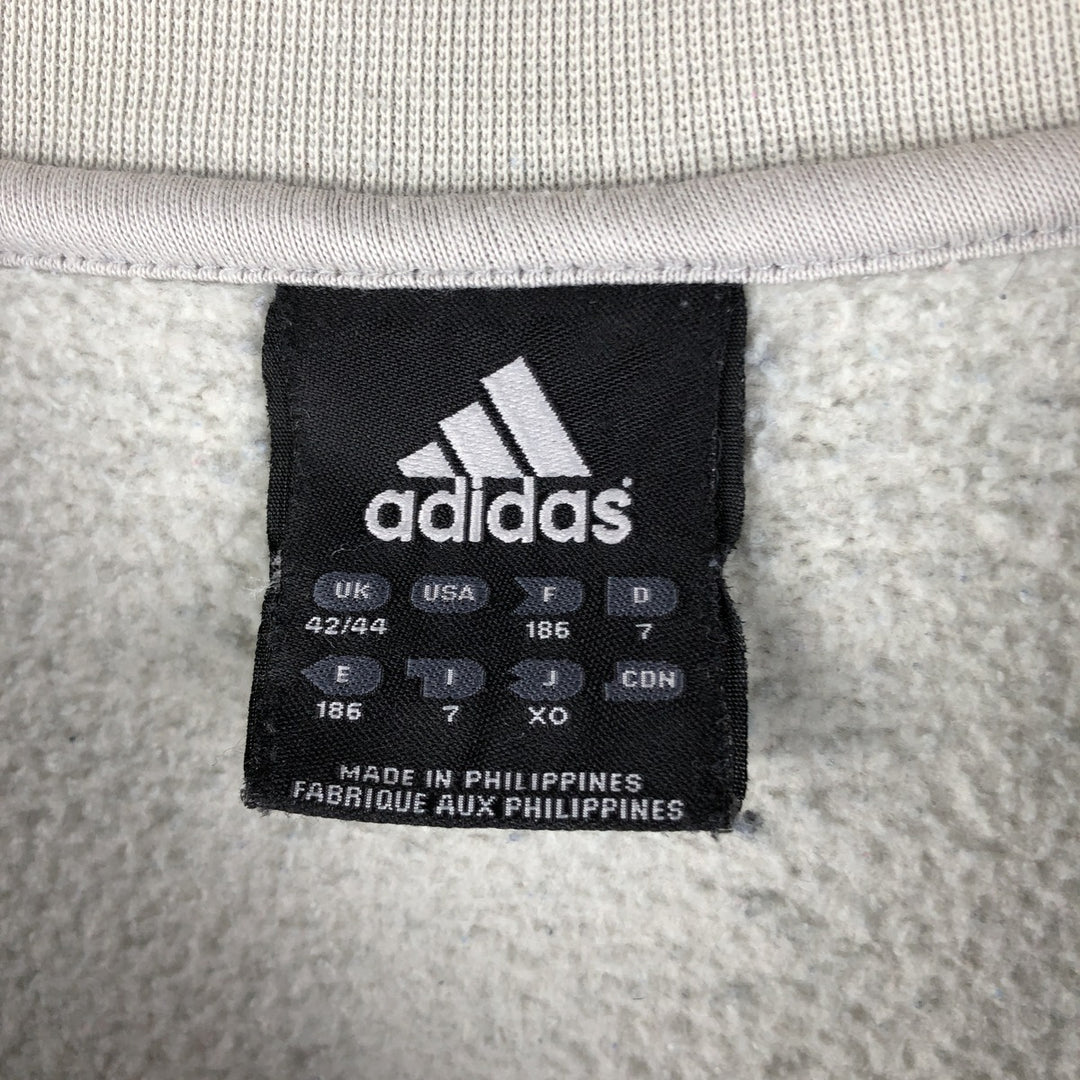 adidas
UK USA F D
42/44 186 7
E I J CDN
186 7 XO
MADE IN PHILIPPINES
FABRIQUE AUX PHILIPPINES